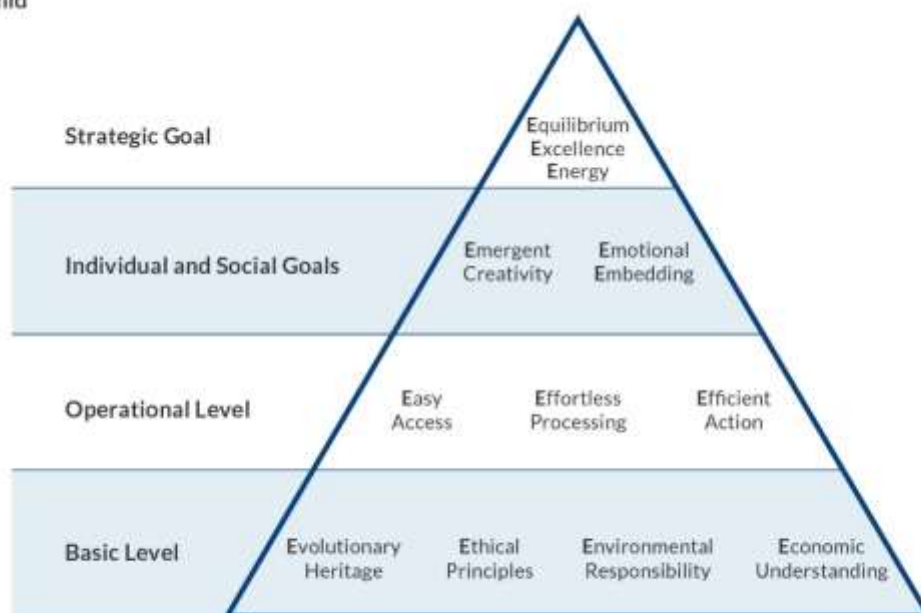 Strategic Goal
Equilibrium
Excellence
Energy
Individual and Social Goals
Emergent
Creativity
Emotional
Embedding
Operational Level
Easy
Access
Effortless
Processing
Efficient
Action
Basic Level
Evolutionary
Heritage
Ethical
Principles
Environmental
Responsibility
Economic
Understanding